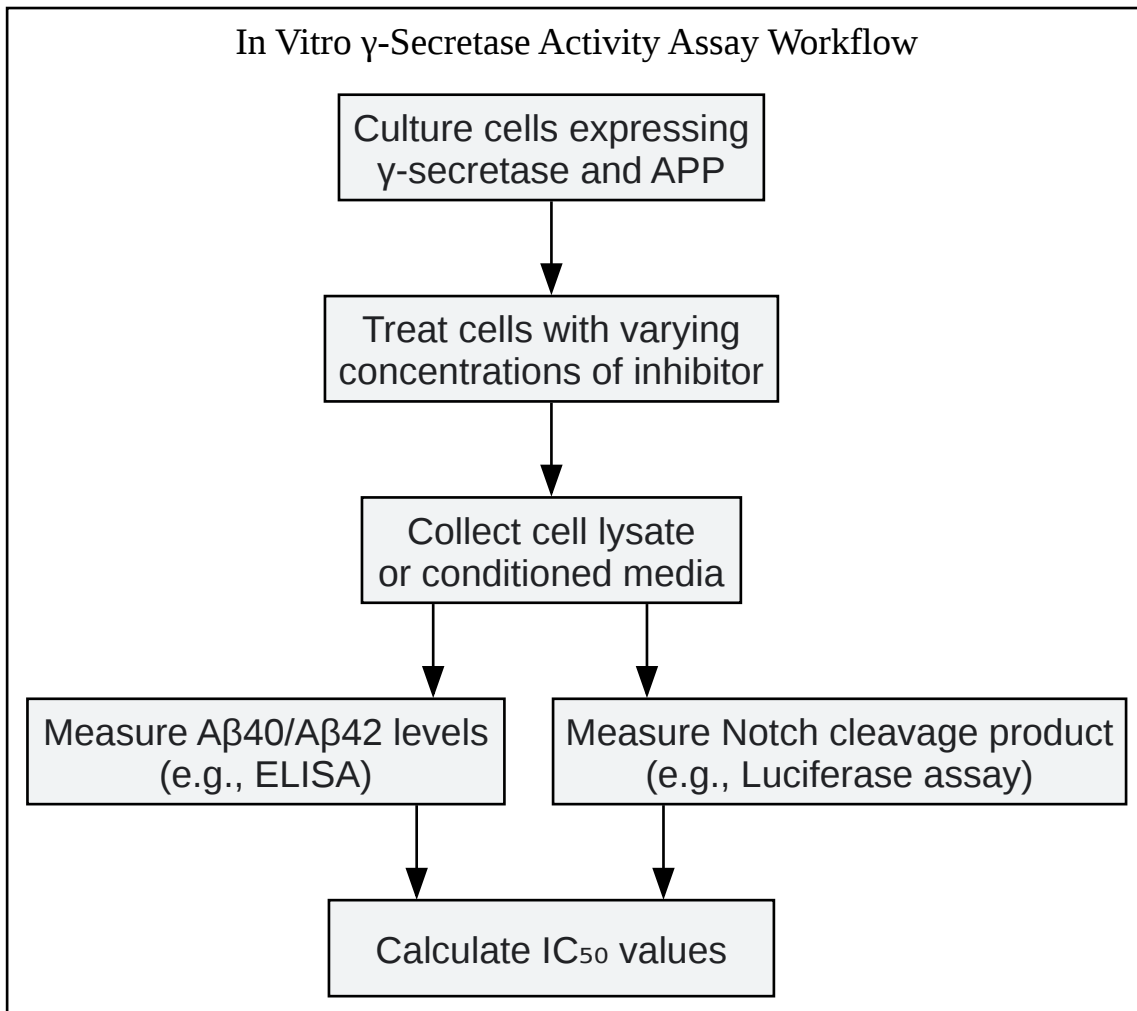 In Vitro γ-Secretase Activity Assay Workflow
Culture cells expressing
γ-secretase and APP
Treat cells with varying
concentrations of inhibitor
Collect cell lysate
or conditioned media
Measure Aβ40/Aβ42 levels
(e.g., ELISA)
Measure Notch cleavage product
(e.g., Luciferase assay)
Calculate IC₅₀ values